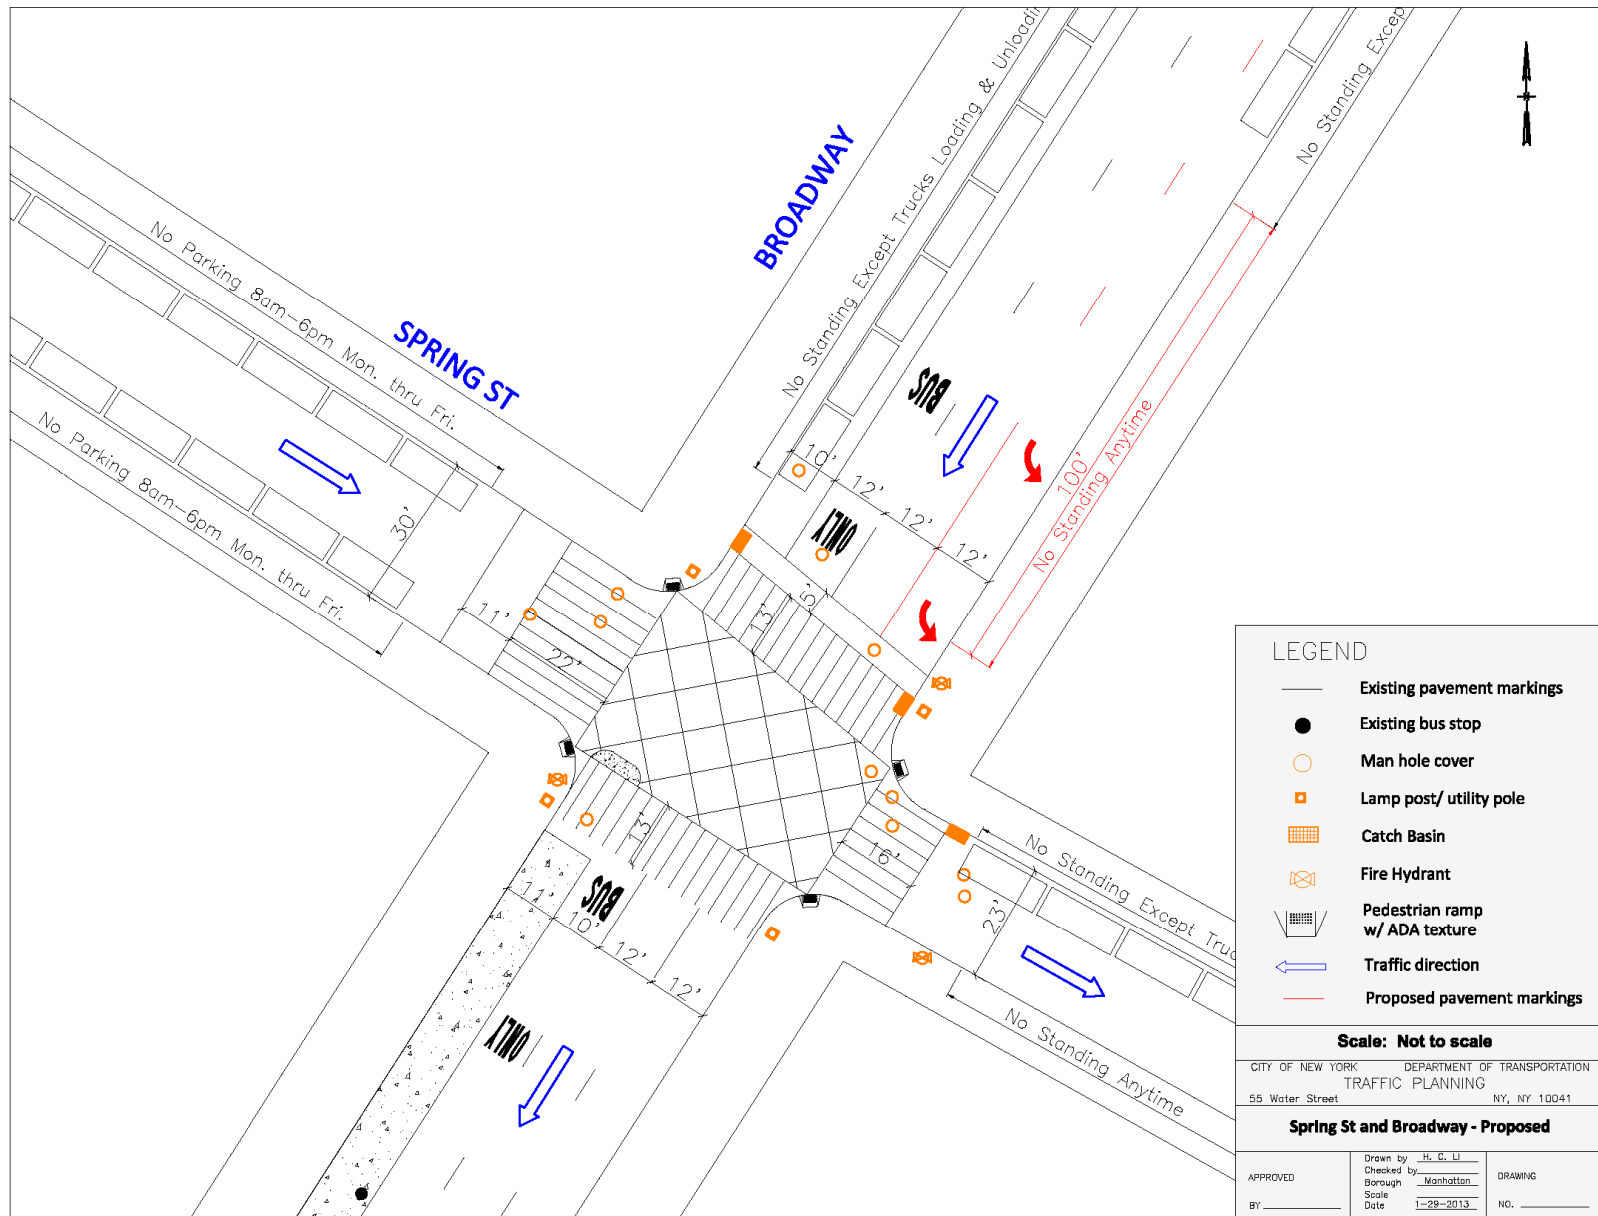 No Standing Except Trucks Loading & Unloadin
No Standing Excep
No Standing Excep
BROADWAY
SPRING ST
No Parking 8am-6pm Mon. thru Fri.
No Parking 8am-6pm Mon. thru Fri.
30'
BUS
10'
12'
12'
12'
ONLY
100'
No Standing Anytime
11'
22'
13'
5'
13'
16'
23'
No Standing Except Truc
No Standing Anytime
BUS
11'
10'
12'
12'
ONLY
N
LEGEND
Existing pavement markings
Existing bus stop
Man hole cover
Lamp post/ utility pole
Catch Basin
Fire Hydrant
Pedestrian ramp
w/ ADA texture
Traffic direction
Proposed pavement markings
Scale: Not to scale
CITY OF NEW YORK DEPARTMENT OF TRANSPORTATION
TRAFFIC PLANNING
55 Water Street NY, NY 10041
Spring St and Broadway - Proposed
APPROVED
BY
Drawn by H. C. LI
Checked by
Borough Manhattan
Scale
Date 1-29-2013
DRAWING
NO.